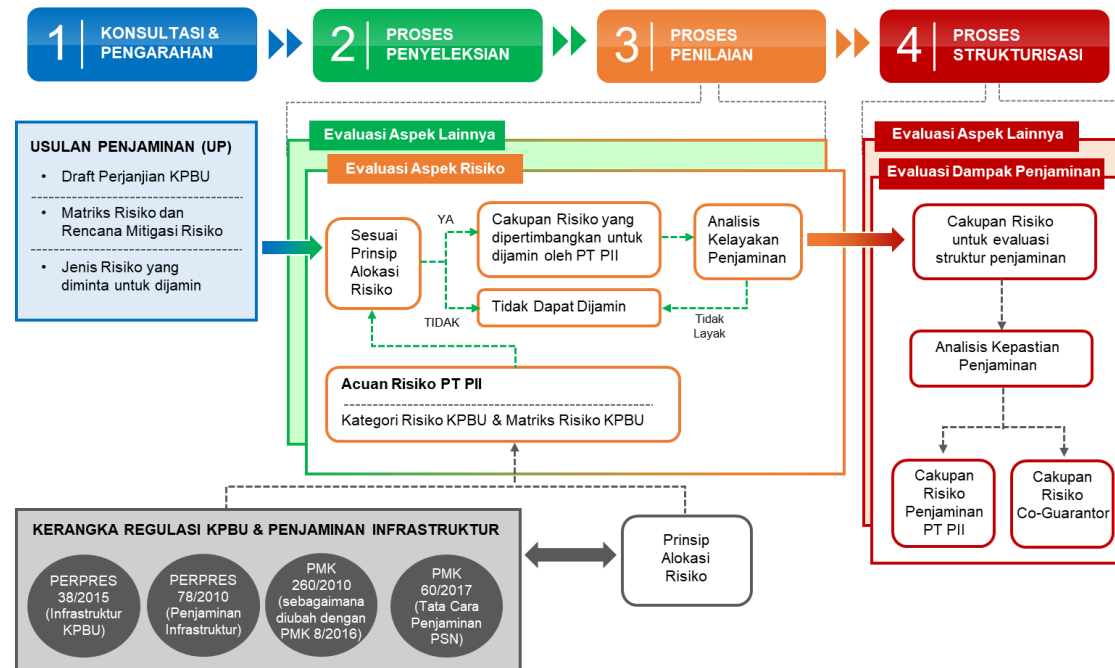 1
KONSULTASI &
PENGARAHAN
2
PROSES
PENYELEKSIAN
3
PROSES
PENILAIAN
4
PROSES
STRUKTURISASI
USULAN PENJAMINAN (UP)
• Draft Perjanjian KPBU
• Matriks Risiko dan
Rencana Mitigasi Risiko
• Jenis Risiko yang
diminta untuk dijamin
Evaluasi Aspek Lainnya
Evaluasi Aspek Risiko
Sesuai
Prinsip
Alokasi
Risiko
YA
TIDAK
Cakupan Risiko yang
dipertimbangkan untuk
dijamin oleh PT PII
Tidak Dapat Dijamin
Analisis
Kelayakan
Penjaminan
Tidak
Layak
Acuan Risiko PT PII
Kategori Risiko KPBU & Matriks Risiko KPBU
Evaluasi Aspek Lainnya
Evaluasi Dampak Penjaminan
Cakupan Risiko
untuk evaluasi
struktur penjaminan
Analisis Kepastian
Penjaminan
Cakupan
Risiko
Penjaminan
PT PII
Cakupan
Risiko
Co-Guarantor
KERANGKA REGULASI KPBU & PENJAMINAN INFRASTRUKTUR
PERPRES
38/2015
(Infrastruktur
KPBU)
PERPRES
78/2010
(Penjaminan
Infrastruktur)
PMK
260/2010
(sebagaimana
diubah dengan
PMK 8/2016)
PMK
60/2017
(Tata Cara
Penjaminan
PSN)
Prinsip
Alokasi
Risiko